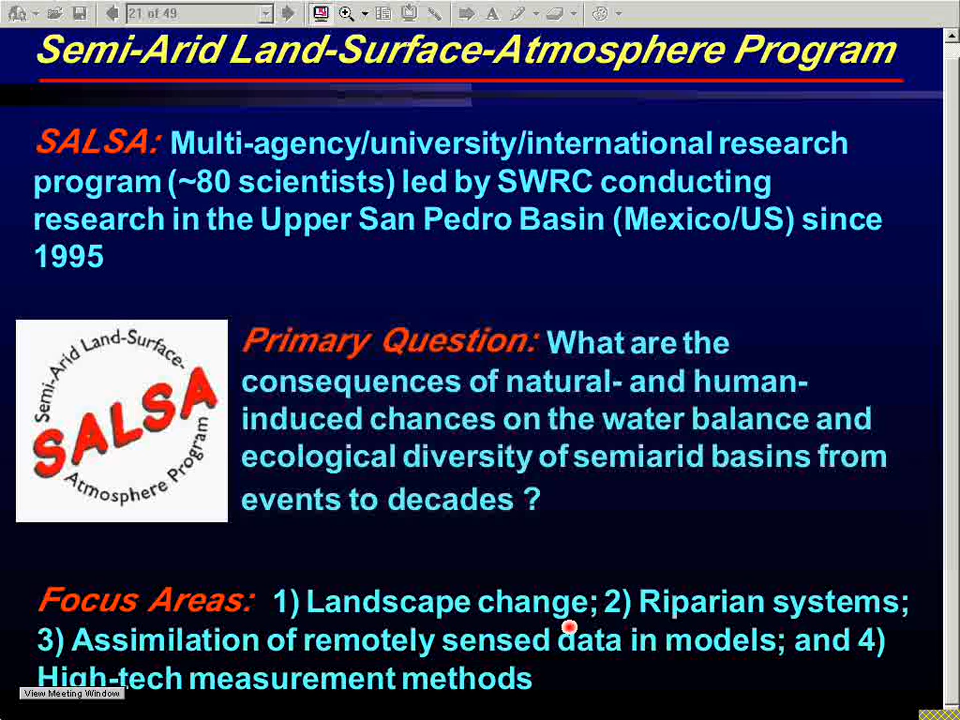 21 of 49
Semi-Arid Land-Surface-Atmosphere Program
SALSA: Multi-agency/university/international research
program (~80 scientists) led by SWRC conducting
research in the Upper San Pedro Basin (Mexico/US) since
1995
Semi-Arid Land-Surface-
SALSA
Atmosphere Program
Primary Question: What are the
consequences of natural- and human-
induced chances on the water balance and
ecological diversity of semiarid basins from
events to decades ?
Focus Areas: 1) Landscape change; 2) Riparian systems;
3) Assimilation of remotely sensed data in models; and 4)
High-tech measurement methods
View Meeting Window